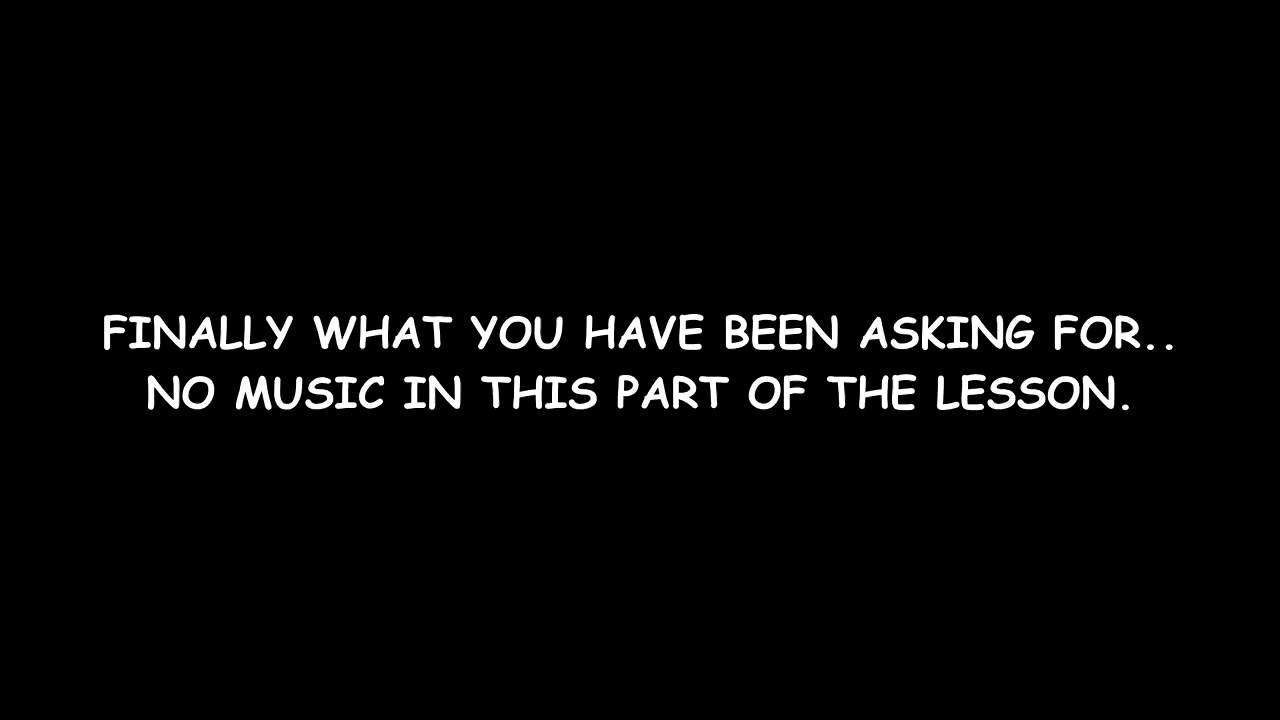 FINALLY WHAT YOU HAVE BEEN ASKING FOR..
NO MUSIC IN THIS PART OF THE LESSON.